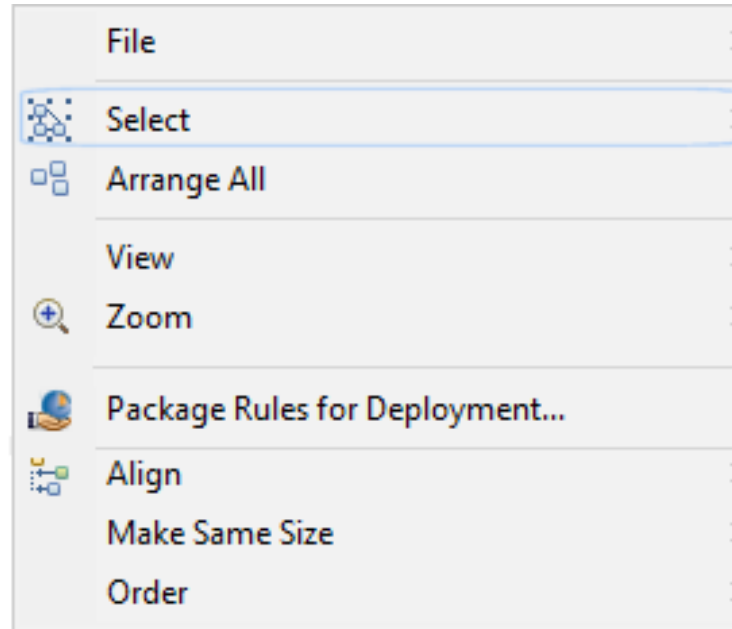 File
Select
Arrange All
View
Zoom
Package Rules for Deployment...
Align
Make Same Size
Order